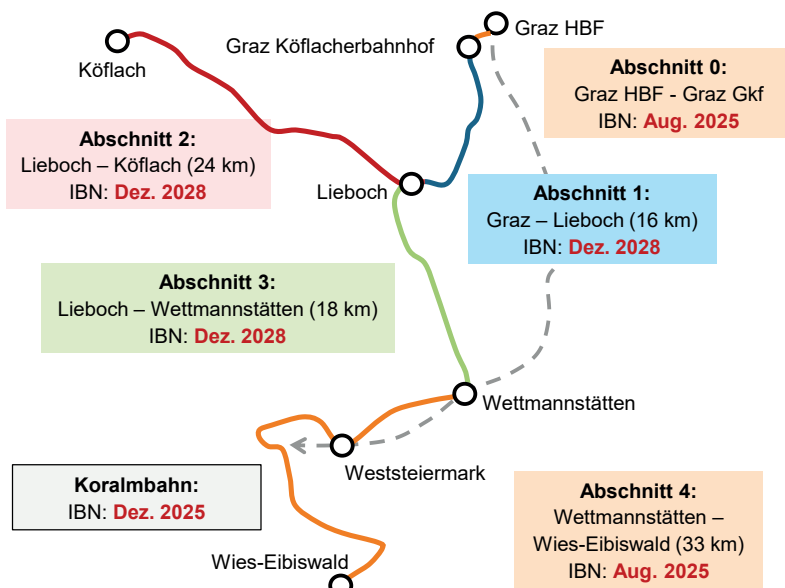 Graz HBF
Graz Köflacherbahnhof
Köflach
Abschnitt 0:
Graz HBF - Graz Gkf
IBN: Aug. 2025
Abschnitt 2:
Lieboch – Köflach (24 km)
IBN: Dez. 2028
Lieboch
Abschnitt 1:
Graz – Lieboch (16 km)
IBN: Dez. 2028
Abschnitt 3:
Lieboch – Wettmannstätten (18 km)
IBN: Dez. 2028
Wettmannstätten
Weststeiermark
Koralmbahn:
IBN: Dez. 2025
Abschnitt 4:
Wettmannstätten –
Wies-Eibiswald (33 km)
IBN: Aug. 2025
Wies-Eibiswald